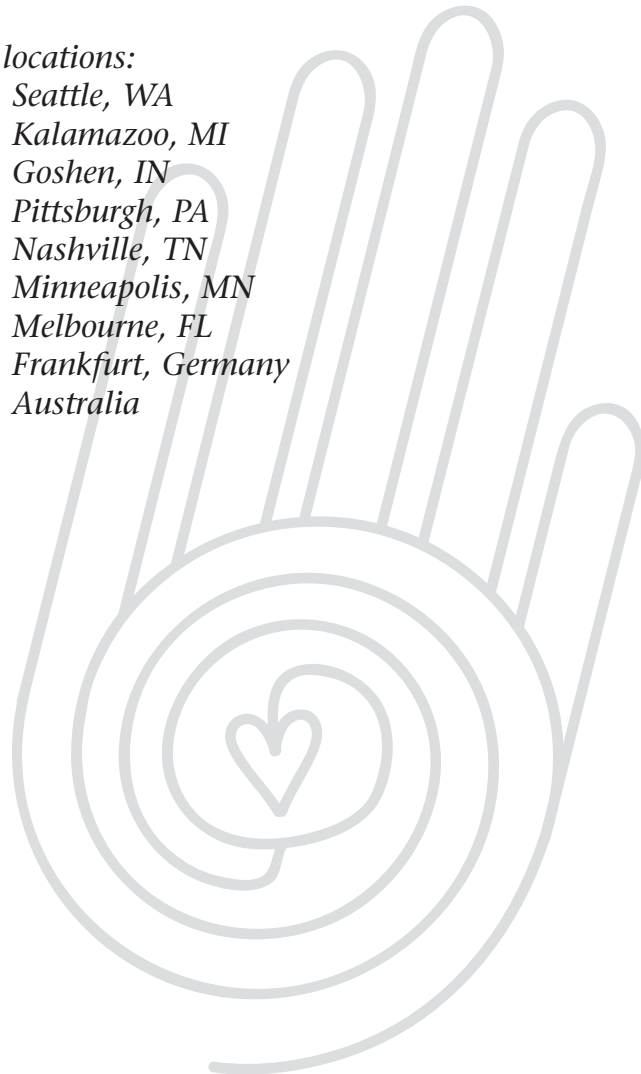 locations:
Seattle, WA
Kalamazoo, MI
Goshen, IN
Pittsburgh, PA
Nashville, TN
Minneapolis, MN
Melbourne, FL
Frankfurt, Germany
Australia